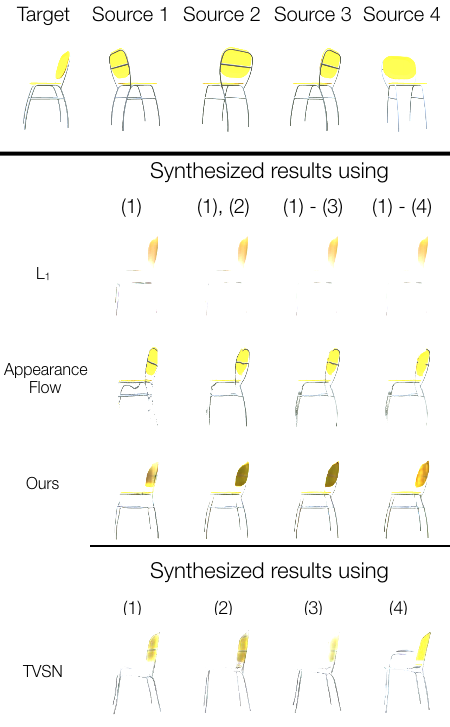 Target Source 1 Source 2 Source 3 Source 4
Synthesized results using
(1) (1), (2) (1) - (3) (1) - (4)
L₁
Appearance
Flow
Ours
Synthesized results using
(1) (2) (3) (4)
TVSN